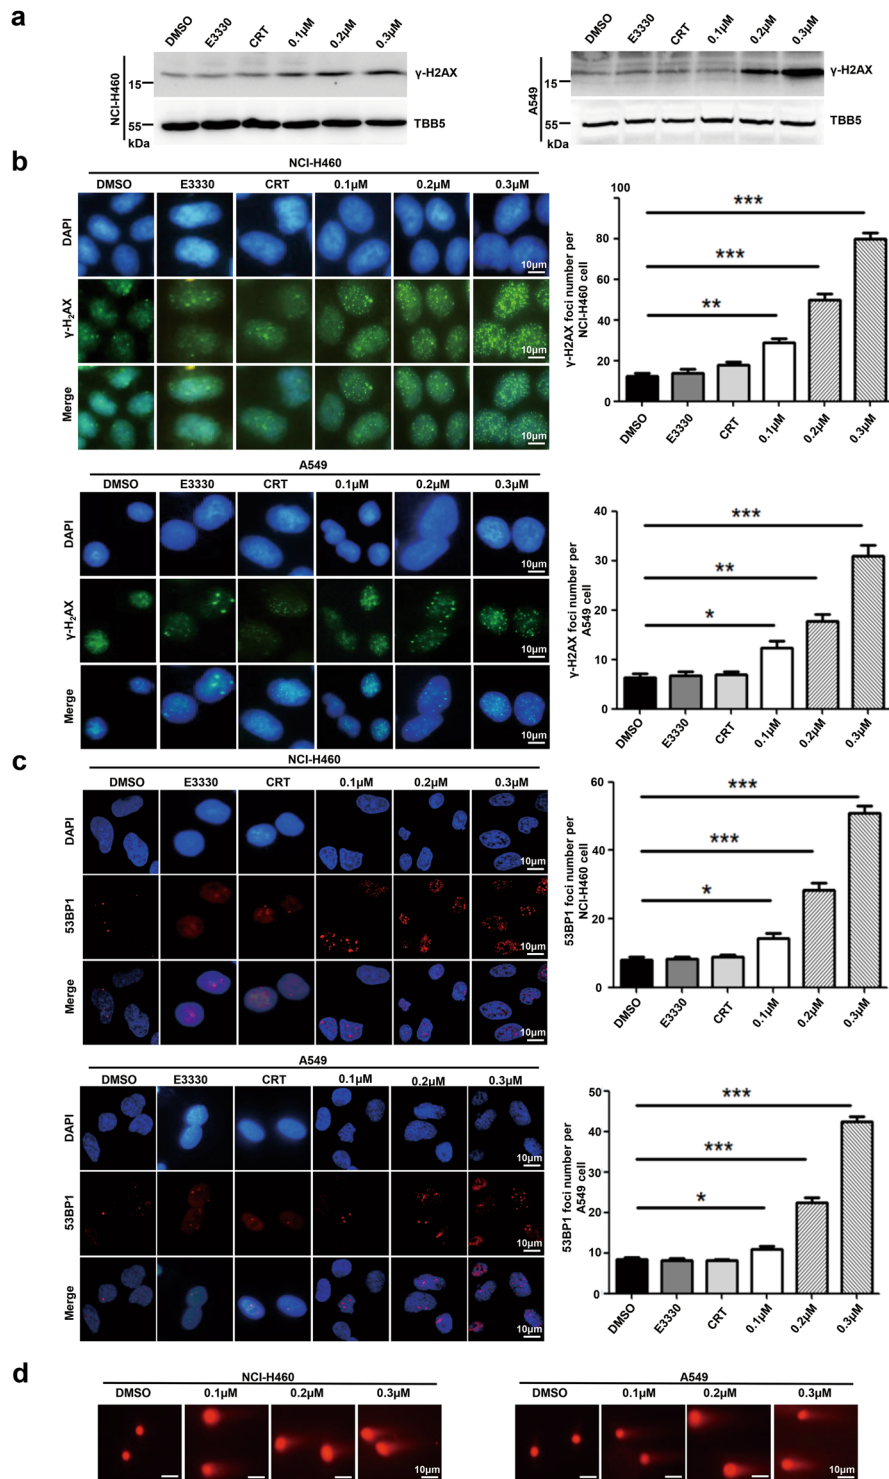 a
DMSO E3330 CRT 0.1μM 0.2μM 0.3μM
NCI-H460
15
γ-H2AX
55
TBB5
kDa
DMSO E3330 CRT 0.1μM 0.2μM 0.3μM
A549
15
γ-H2AX
55
TBB5
kDa
b
NCI-H460
DMSO E3330 CRT 0.1μM 0.2μM 0.3μM
DAPI
10μm
γ-H2AX
10μm
Merge
10μm
γ-H2AX foci number per
NCI-H460 cell
100
80
60
40
20
0
***
***
**
DMSO E3330 CRT 0.1μM 0.2μM 0.3μM
A549
DMSO E3330 CRT 0.1μM 0.2μM 0.3μM
DAPI
10μm
γ-H2AX
10μm
Merge
10μm
γ-H2AX foci number per
A549 cell
40
30
20
10
0
***
**
*
DMSO E3330 CRT 0.1μM 0.2μM 0.3μM
c
NCI-H460
DMSO E3330 CRT 0.1μM 0.2μM 0.3μM
DAPI
10μm
53BP1
10μm
Merge
10μm
53BP1 foci number per
NCI-H460 cell
60
40
20
0
***
***
*
DMSO E3330 CRT 0.1μM 0.2μM 0.3μM
A549
DMSO E3330 CRT 0.1μM 0.2μM 0.3μM
DAPI
10μm
53BP1
10μm
Merge
10μm
53BP1 foci number per
A549 cell
50
40
30
20
10
0
***
***
*
DMSO E3330 CRT 0.1μM 0.2μM 0.3μM
d
NCI-H460
DMSO 0.1μM 0.2μM 0.3μM
10μm
A549
DMSO 0.1μM 0.2μM 0.3μM
10μm